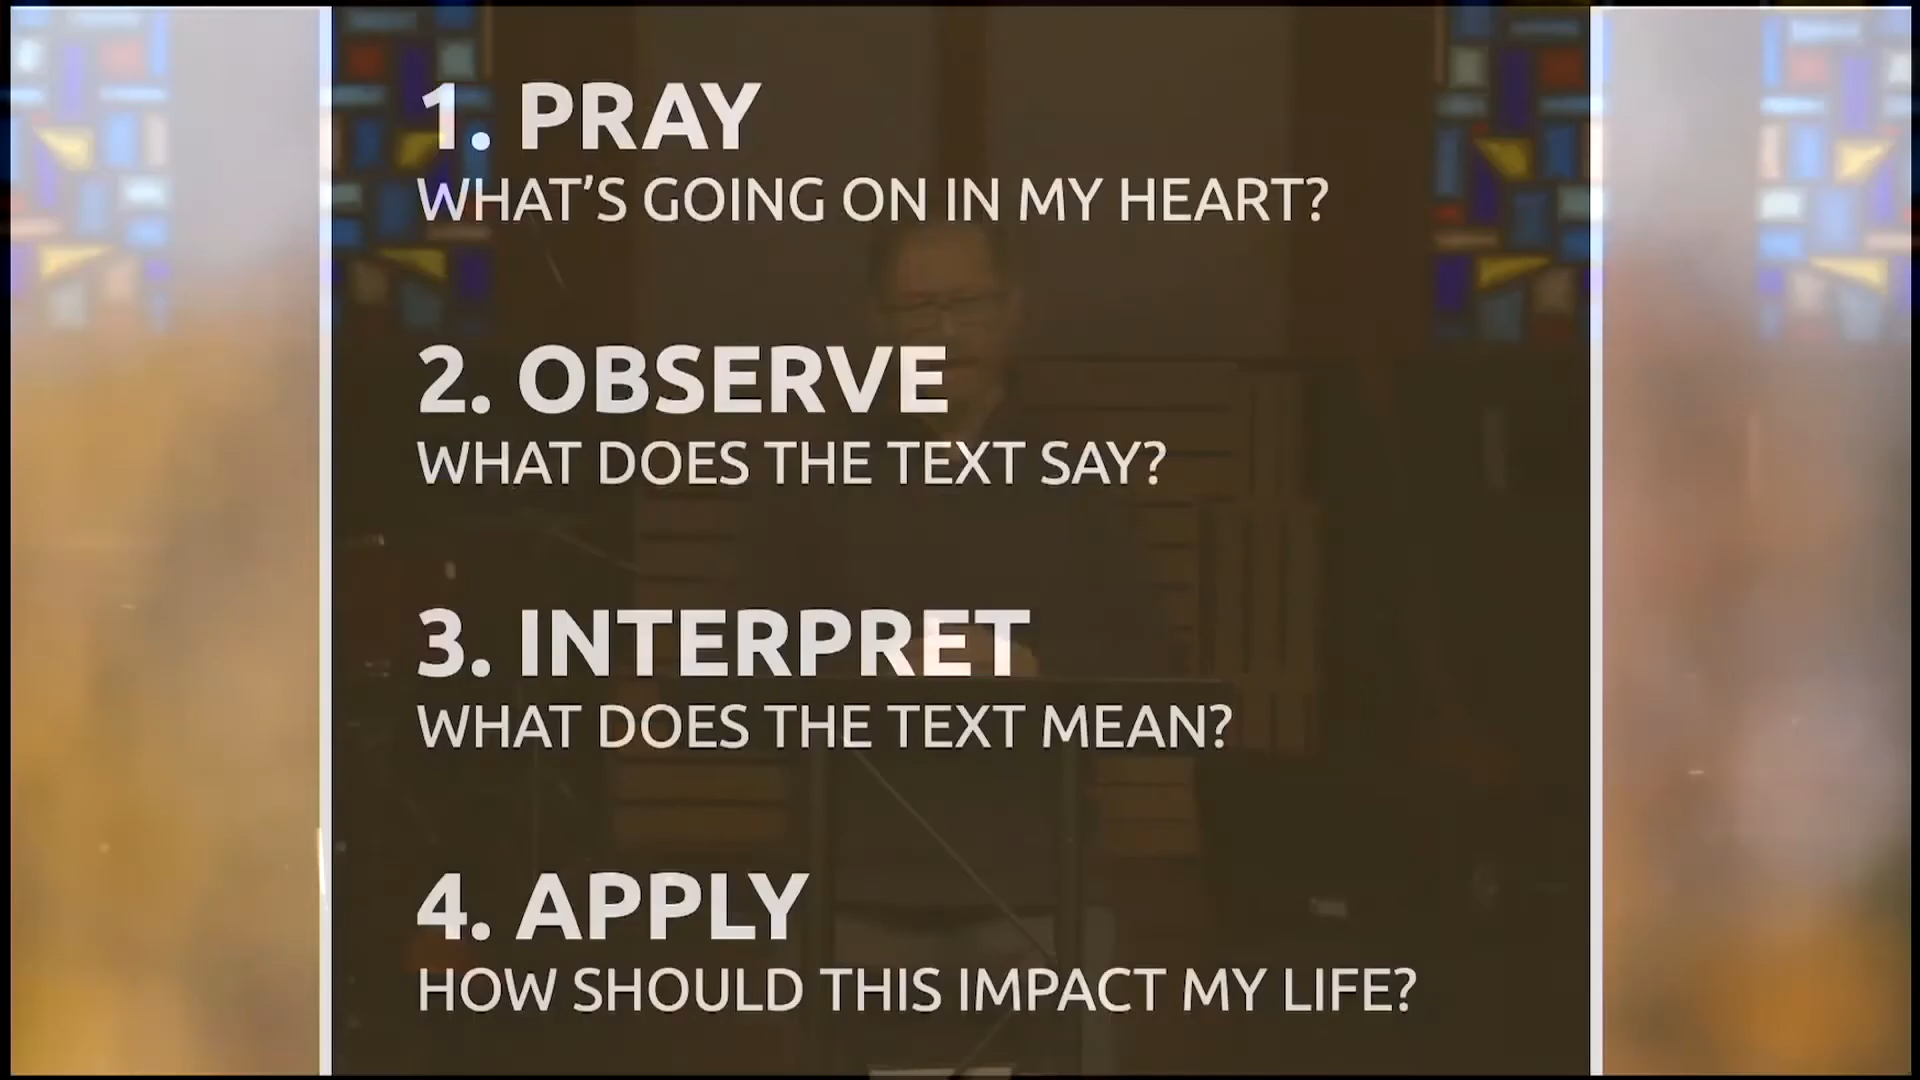 1. PRAY
WHAT'S GOING ON IN MY HEART?
2. OBSERVE
WHAT DOES THE TEXT SAY?
3. INTERPRET
WHAT DOES THE TEXT MEAN?
4. APPLY
HOW SHOULD THIS IMPACT MY LIFE?